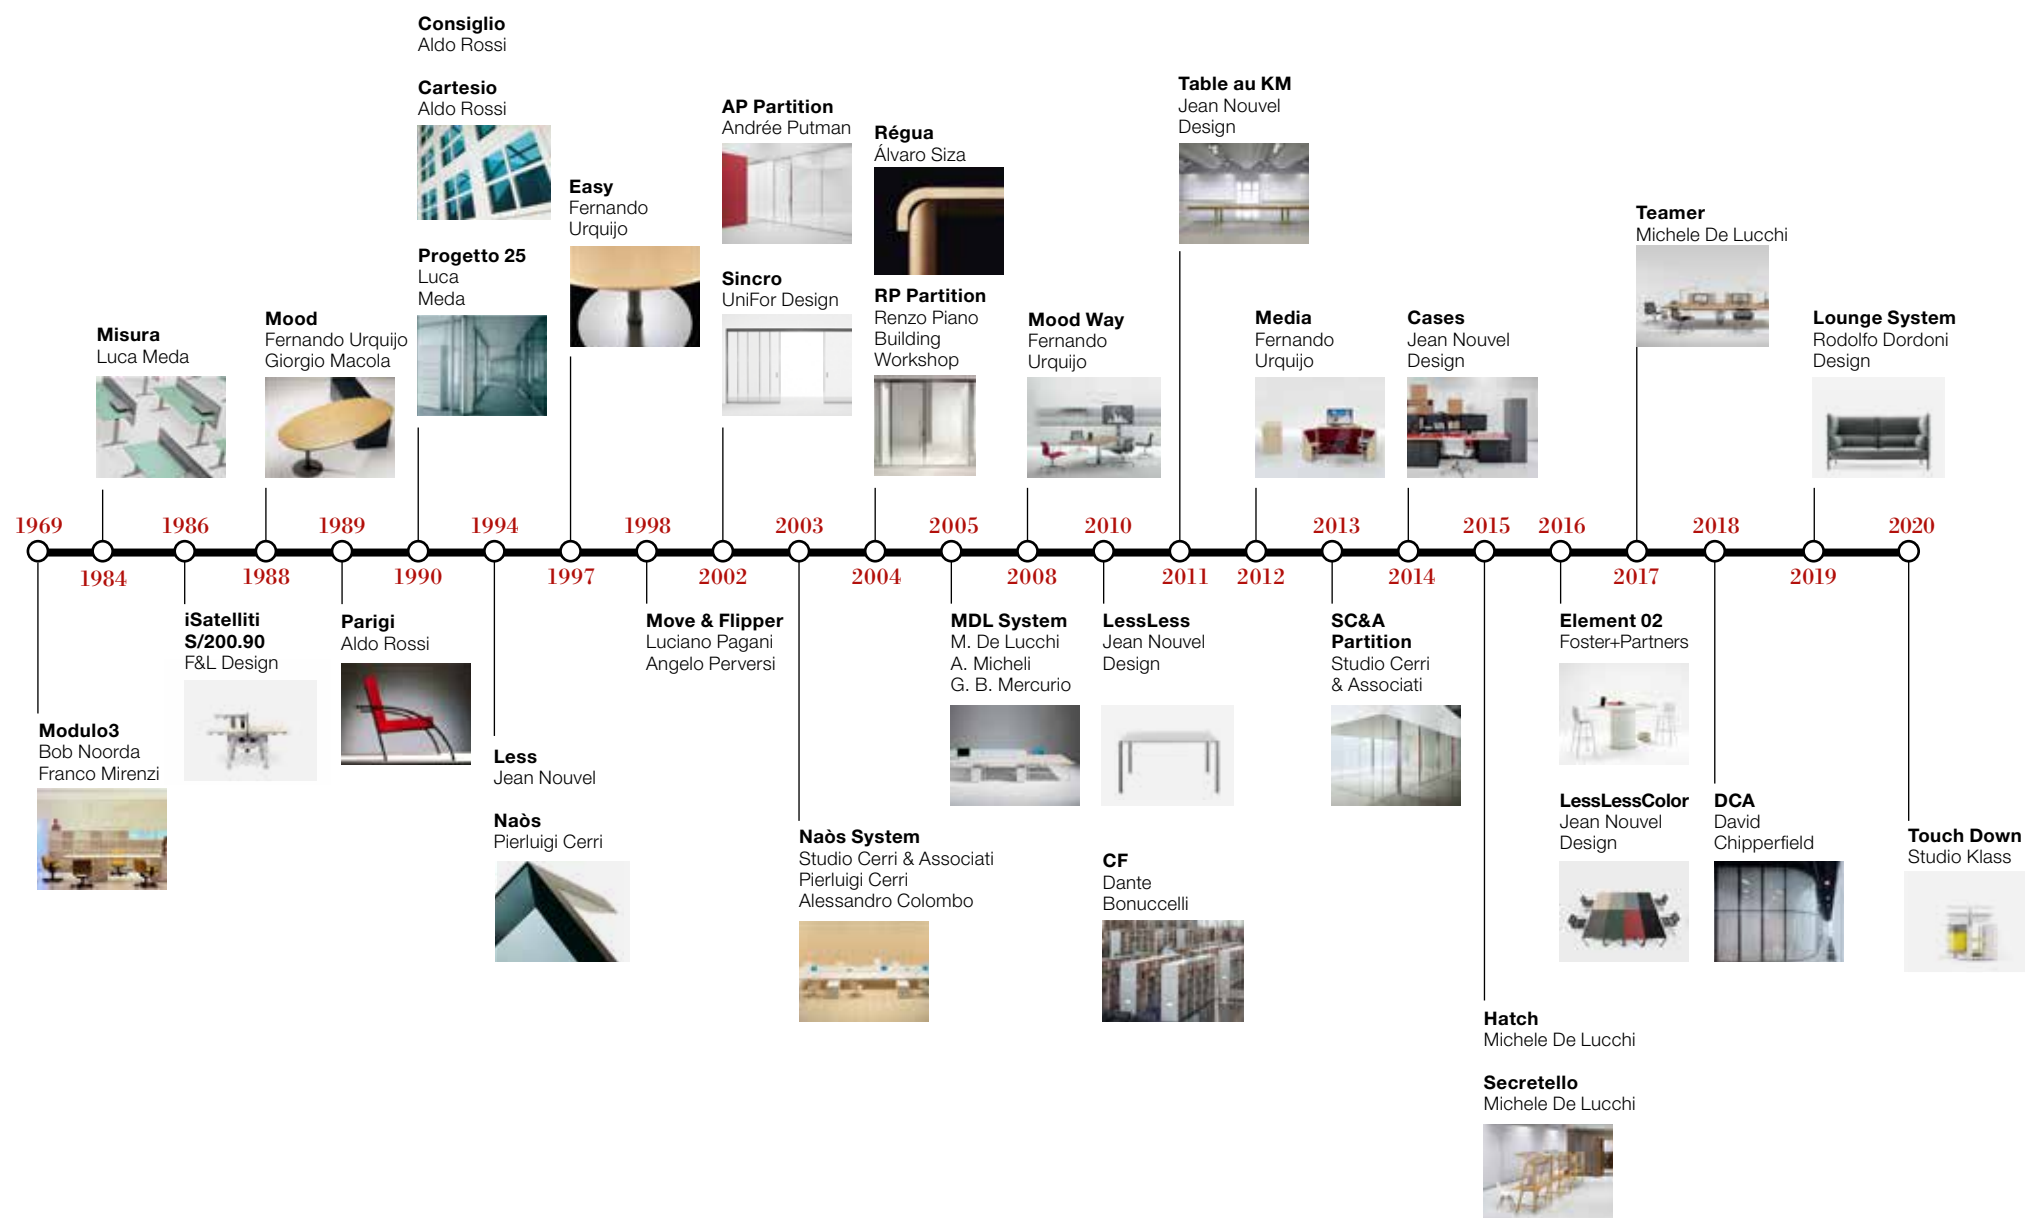 Consiglio
Aldo Rossi
Cartesio
Aldo Rossi
Progetto 25
Luca
Meda
Misura
Luca Meda
Mood
Fernando Urquijo
Giorgio Macola
Easy
Fernando
Urquijo
AP Partition
Andrée Putman
Sincro
UniFor Design
Régua
Álvaro Siza
RP Partition
Renzo Piano
Building
Workshop
Mood Way
Fernando
Urquijo
Table au KM
Jean Nouvel
Design
Media
Fernando
Urquijo
Cases
Jean Nouvel
Design
Teamer
Michele De Lucchi
Lounge System
Rodolfo Dordoni
Design
1969
1984
1986
1988
1989
1990
1994
1997
1998
2002
2003
2004
2005
2008
2010
2011
2012
2013
2014
2015
2016
2017
2018
2019
2020
Modulo3
Bob Noorda
Franco Mirenzi
iSatelliti
S/200.90
F&L Design
Parigi
Aldo Rossi
Less
Jean Nouvel
Naòs
Pierluigi Cerri
Move & Flipper
Luciano Pagani
Angelo Perversi
Naòs System
Studio Cerri & Associati
Pierluigi Cerri
Alessandro Colombo
MDL System
M. De Lucchi
A. Micheli
G. B. Mercurio
LessLess
Jean Nouvel
Design
CF
Dante
Bonuccelli
SC&A
Partition
Studio Cerri
& Associati
Hatch
Michele De Lucchi
Secretello
Michele De Lucchi
Element 02
Foster+Partners
LessLessColor
Jean Nouvel
Design
DCA
David
Chipperfield
Touch Down
Studio Klass